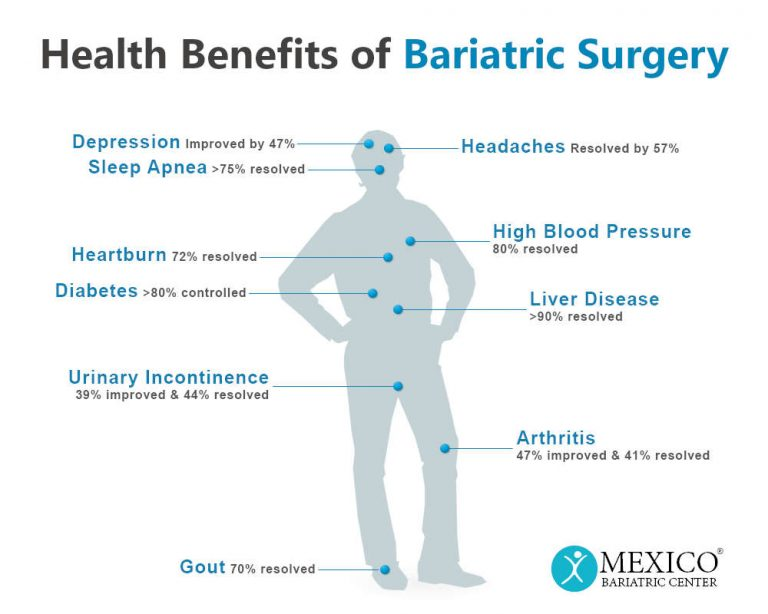 Health Benefits of Bariatric Surgery
Depression Improved by 47%
Headaches Resolved by 57%
Sleep Apnea >75% resolved
High Blood Pressure
80% resolved
Heartburn 72% resolved
Diabetes >80% controlled
Liver Disease
>90% resolved
Urinary Incontinence
39% improved & 44% resolved
Arthritis
47% improved & 41% resolved
Gout 70% resolved
MEXICO®
BARIATRIC CENTER